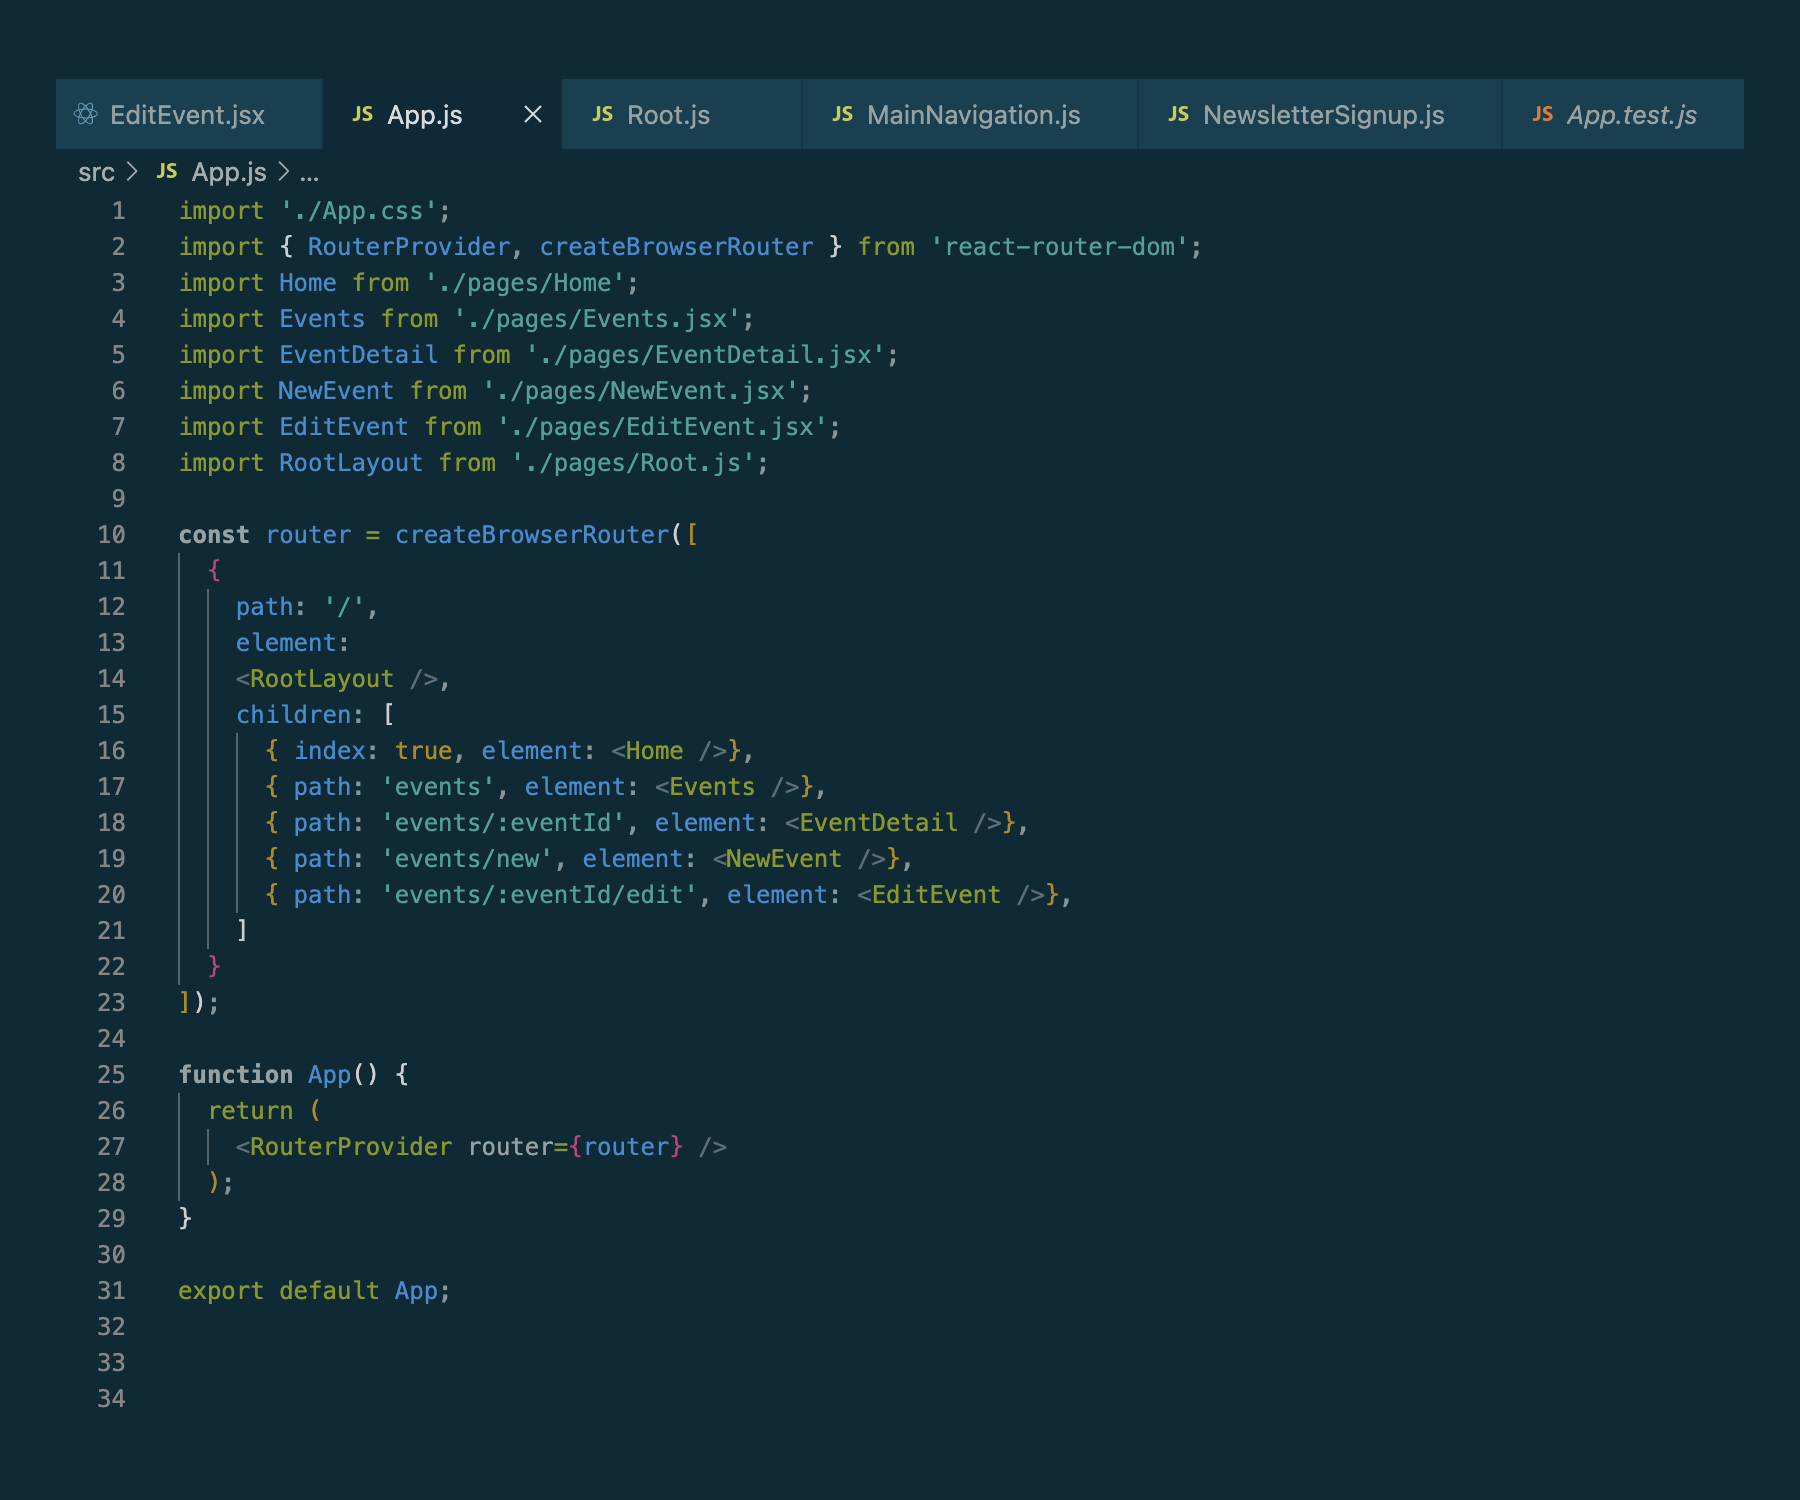 EditEvent.jsx JS App.js JS Root.js JS MainNavigation.js JS NewsletterSignup.js JS App.test.js
src > JS App.js > ...
1 import './App.css';
2 import { RouterProvider, createBrowserRouter } from 'react-router-dom';
3 import Home from './pages/Home';
4 import Events from './pages/Events.jsx';
5 import EventDetail from './pages/EventDetail.jsx';
6 import NewEvent from './pages/NewEvent.jsx';
7 import EditEvent from './pages/EditEvent.jsx';
8 import RootLayout from './pages/Root.js';
9
10 const router = createBrowserRouter([
11   {
12     path: '/',
13     element:
14     <RootLayout />,
15     children: [
16       { index: true, element: <Home />},
17       { path: 'events', element: <Events />},
18       { path: 'events/:eventId', element: <EventDetail />},
19       { path: 'events/new', element: <NewEvent />},
20       { path: 'events/:eventId/edit', element: <EditEvent />},
21     ]
22   }
23 ]);
24
25 function App() {
26   return (
27     <RouterProvider router={router} />
28   );
29 }
30
31 export default App;
32
33
34